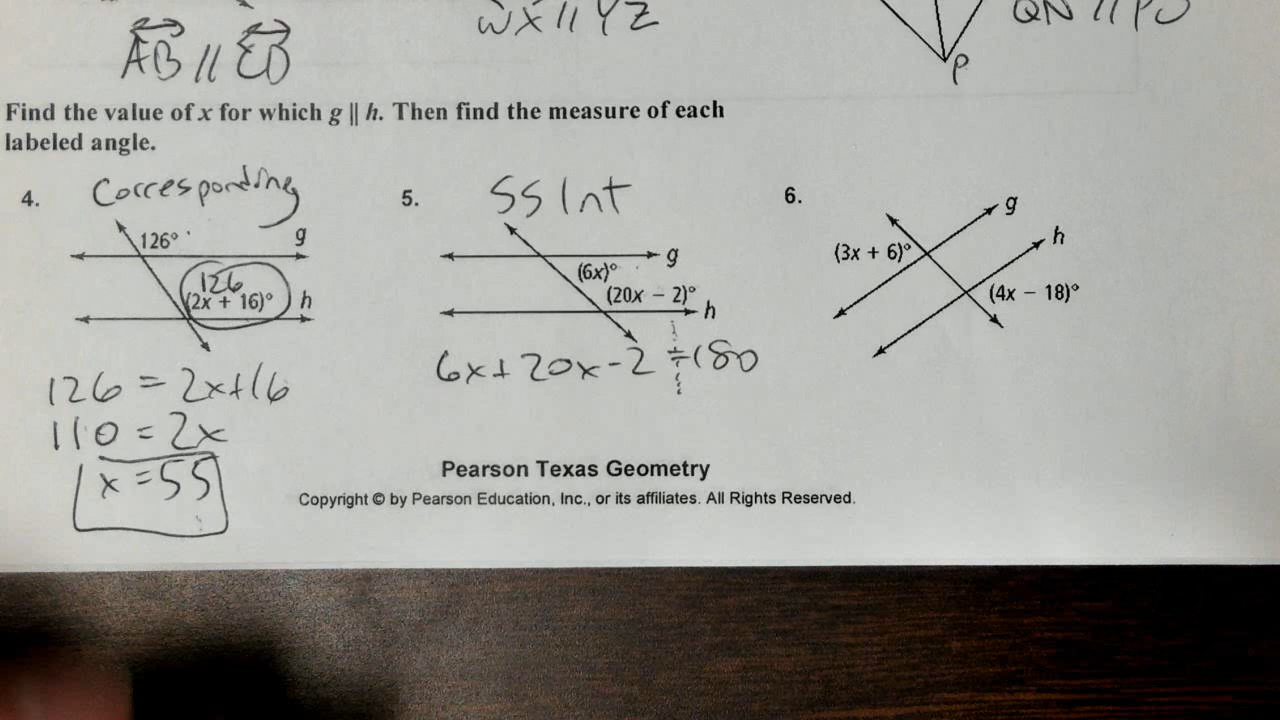 AB // ED
WX // YZ
QN // PO
P
Find the value of x for which g || h. Then find the measure of each
labeled angle.
4. Corresponding
126°
g
126
(2x + 16)°
h
126 = 2x+16
110 = 2x
x = 55
5. SS Int
g
(6x)°
(20x − 2)°
h
6x + 20x - 2 = 180
6.
g
h
(3x + 6)°
(4x − 18)°
Pearson Texas Geometry
Copyright © by Pearson Education, Inc., or its affiliates. All Rights Reserved.